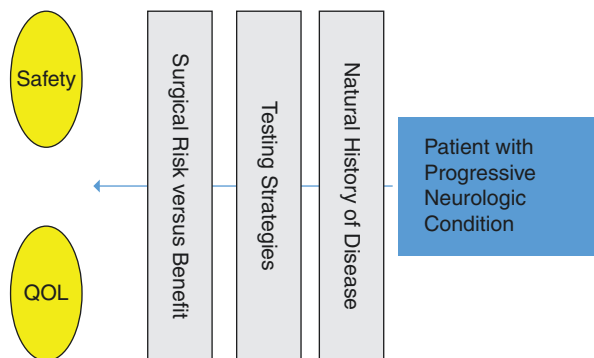 Safety
QOL
Surgical Risk versus Benefit
Testing Strategies
Natural History of Disease
Patient with
Progressive
Neurologic
Condition